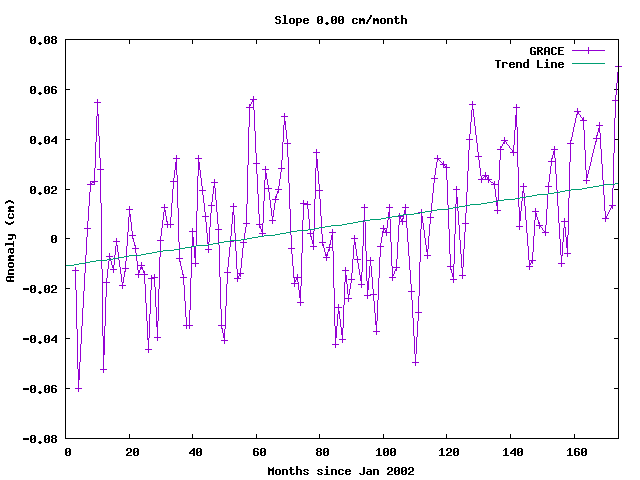 Slope 0.00 cm/month
GRACE
Trend Line
0.08
0.06
0.04
0.02
0
-0.02
-0.04
-0.06
-0.08
Anomaly (cm)
0 20 40 60 80 100 120 140 160
Months since Jan 2002